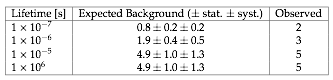 Lifetime [s] Expected Background (± stat. ± syst.) Observed
1 × 10⁻⁷ 0.8 ± 0.2 ± 0.2 2
1 × 10⁻⁶ 1.9 ± 0.4 ± 0.5 3
1 × 10⁻⁵ 4.9 ± 1.0 ± 1.3 5
1 × 10⁶ 4.9 ± 1.0 ± 1.3 5